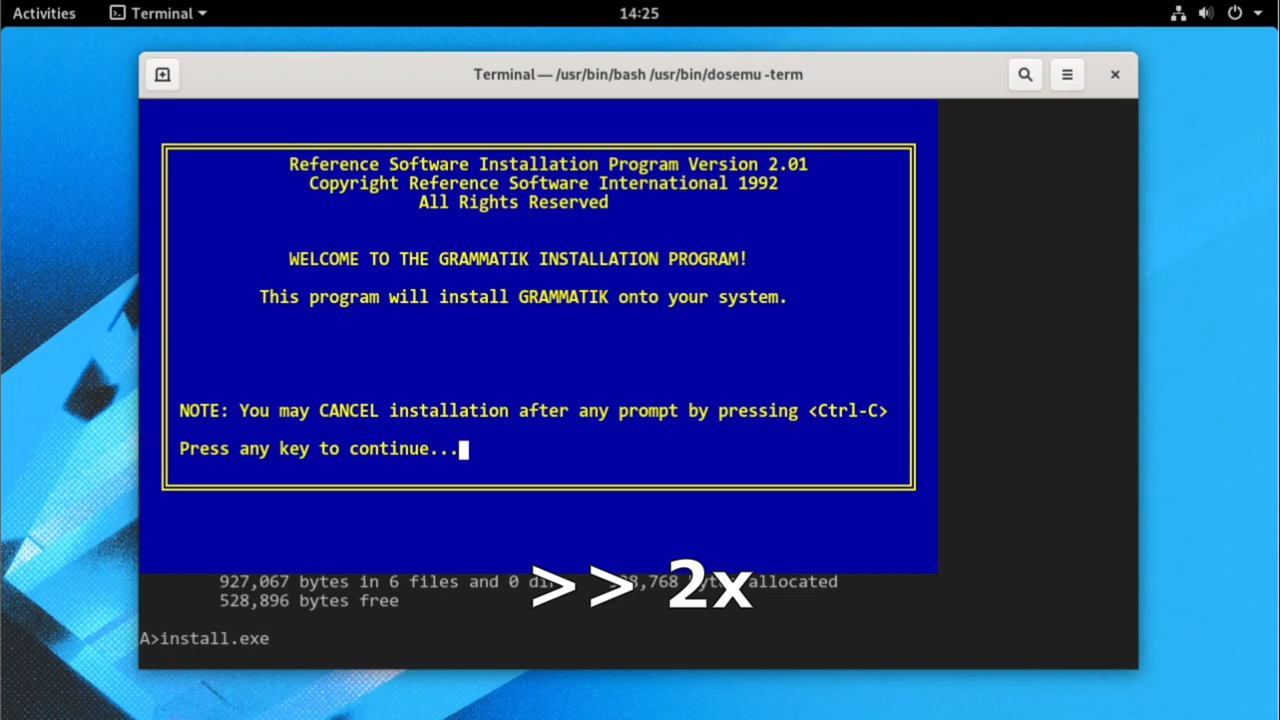 Activities
Terminal
14:25
Terminal — /usr/bin/bash /usr/bin/dosemu -term
Reference Software Installation Program Version 2.01
Copyright Reference Software International 1992
All Rights Reserved
WELCOME TO THE GRAMMATIK INSTALLATION PROGRAM!
This program will install GRAMMATIK onto your system.
NOTE: You may CANCEL installation after any prompt by pressing <Ctrl-C>
Press any key to continue...
927,067 bytes in 6 files and 0 allocated
>> 2x
528,896 bytes free
A>install.exe